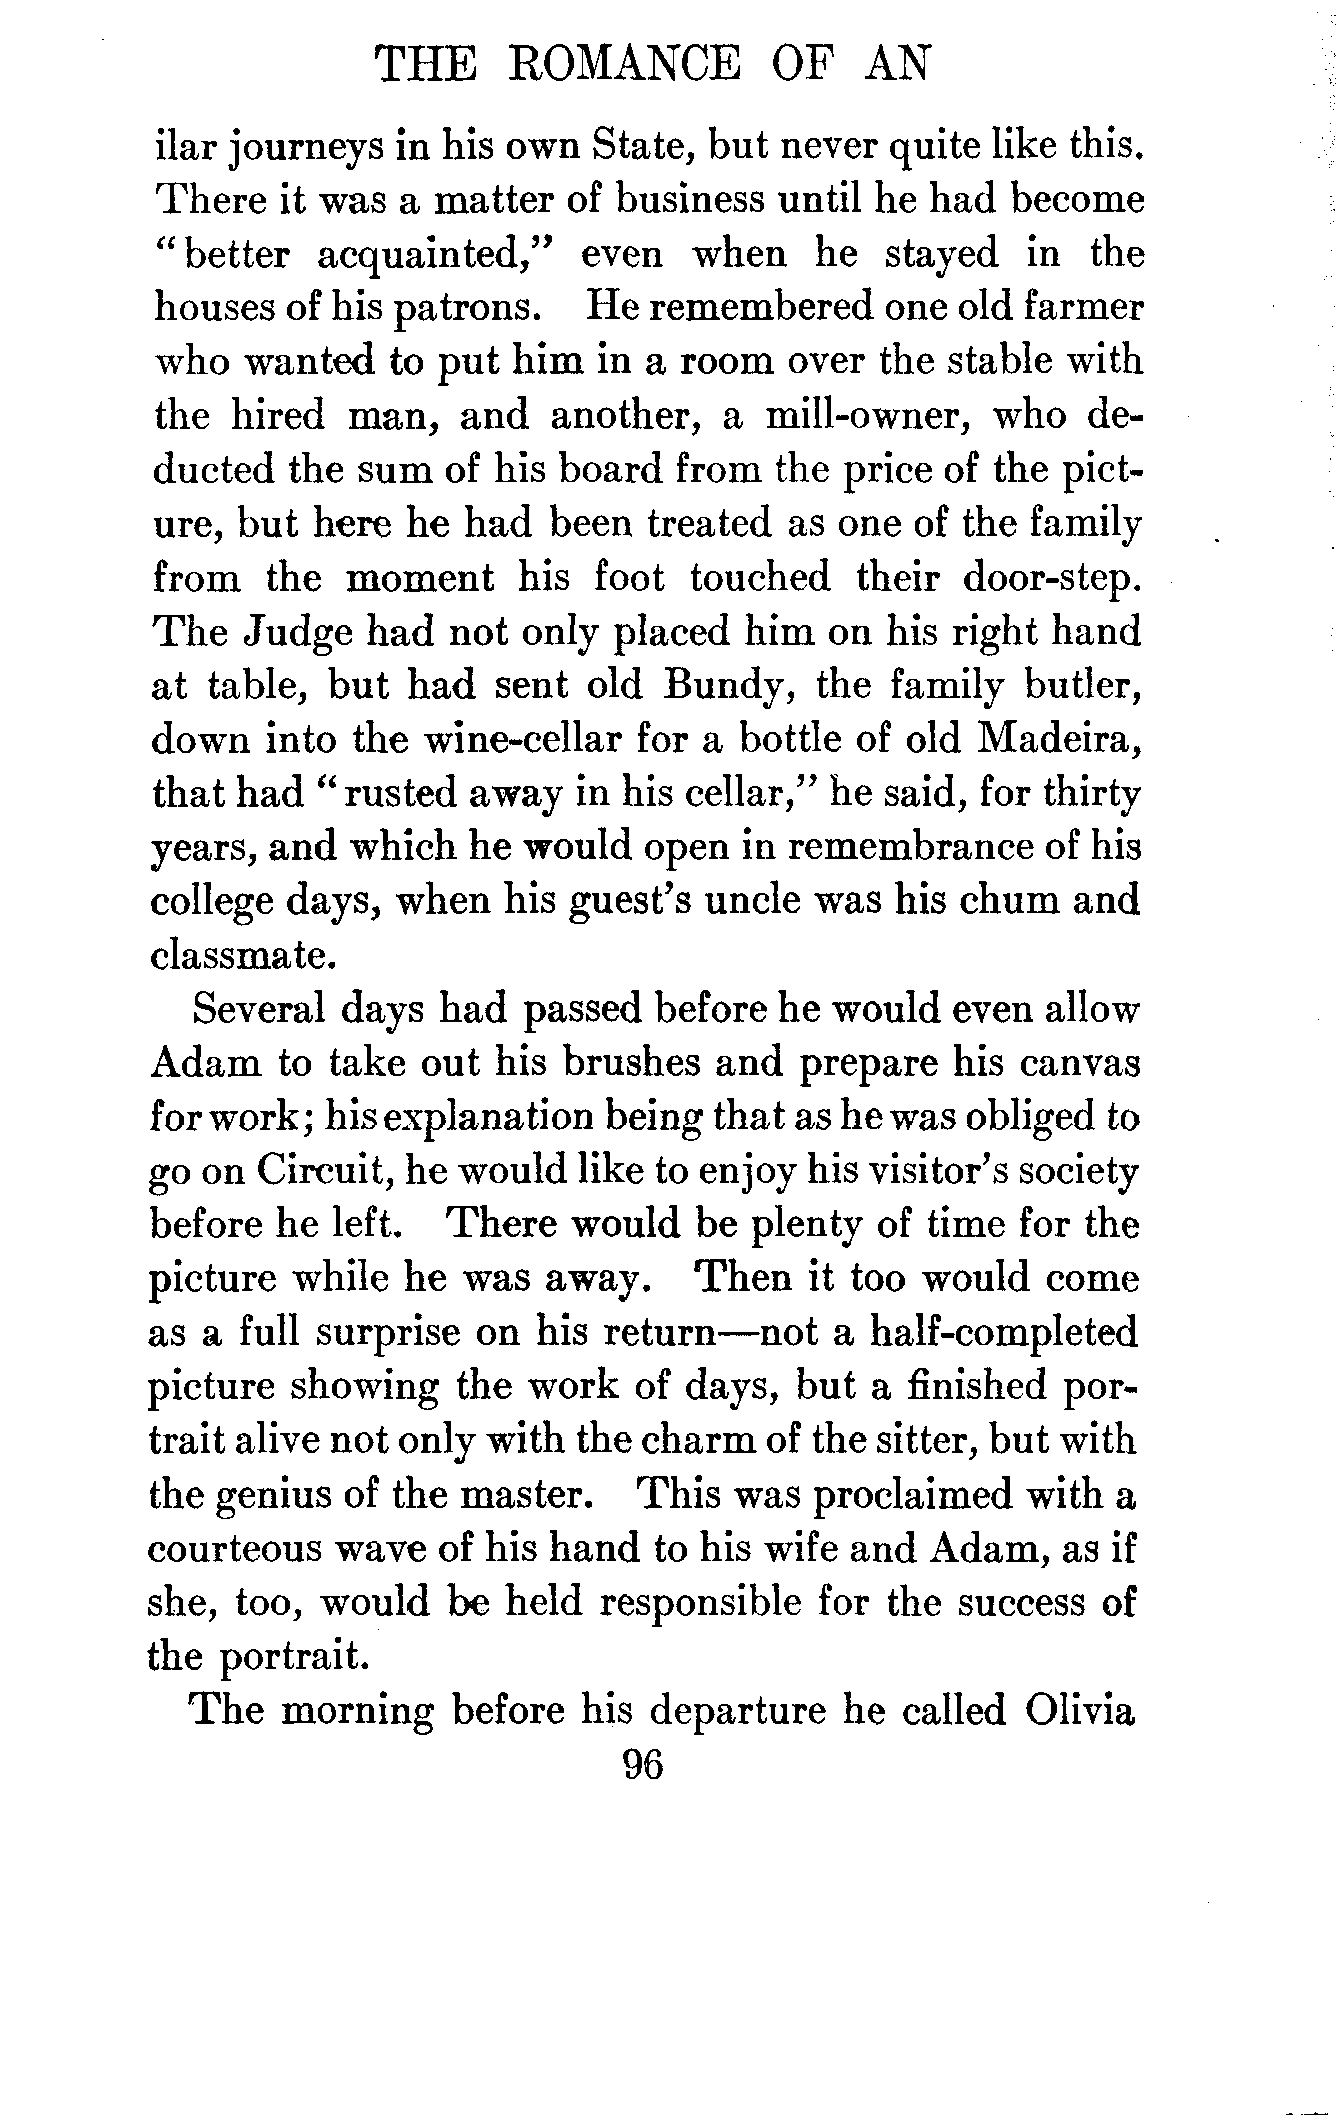 THE ROMANCE OF AN
ilar journeys in his own State, but never quite like this.
There it was a matter of business until he had become
“better acquainted,” even when he stayed in the
houses of his patrons. He remembered one old farmer
who wanted to put him in a room over the stable with
the hired man, and another, a mill-owner, who de-
ducted the sum of his board from the price of the pict-
ure, but here he had been treated as one of the family
from the moment his foot touched their door-step.
The Judge had not only placed him on his right hand
at table, but had sent old Bundy, the family butler,
down into the wine-cellar for a bottle of old Madeira,
that had “rusted away in his cellar,” he said, for thirty
years, and which he would open in remembrance of his
college days, when his guest’s uncle was his chum and
classmate.
Several days had passed before he would even allow
Adam to take out his brushes and prepare his canvas
for work; his explanation being that as he was obliged to
go on Circuit, he would like to enjoy his visitor’s society
before he left. There would be plenty of time for the
picture while he was away. Then it too would come
as a full surprise on his return—not a half-completed
picture showing the work of days, but a finished por-
trait alive not only with the charm of the sitter, but with
the genius of the master. This was proclaimed with a
courteous wave of his hand to his wife and Adam, as if
she, too, would be held responsible for the success of
the portrait.
The morning before his departure he called Olivia
96